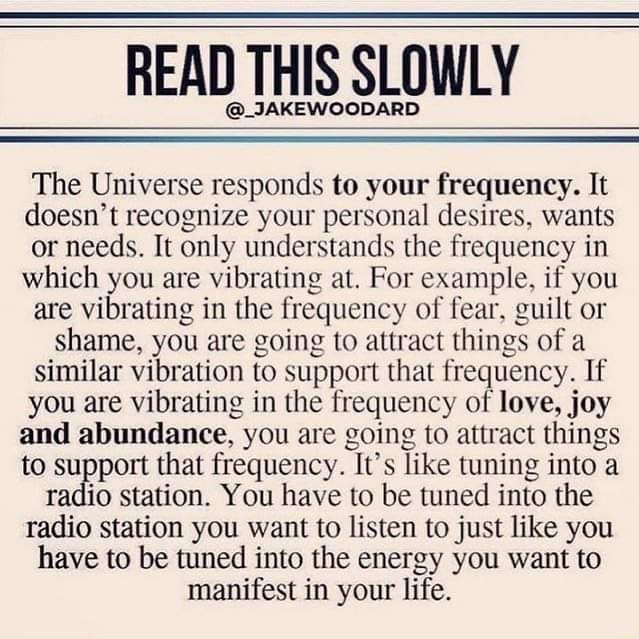 READ THIS SLOWLY
@_JAKEWOODARD
The Universe responds to your frequency. It
doesn't recognize your personal desires, wants
or needs. It only understands the frequency in
which you are vibrating at. For example, if you
are vibrating in the frequency of fear, guilt or
shame, you are going to attract things of a
similar vibration to support that frequency. If
you are vibrating in the frequency of love, joy
and abundance, you are going to attract things
to support that frequency. It's like tuning into a
radio station. You have to be tuned into the
radio station you want to listen to just like you
have to be tuned into the energy you want to
manifest in your life.